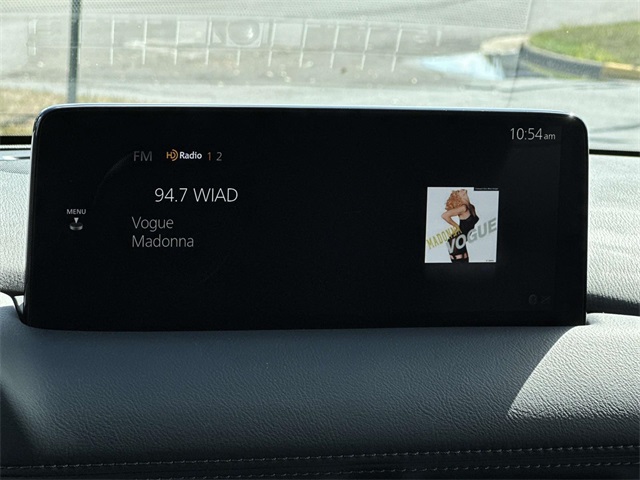 10:54 am
FM HD Radio 1 2
94.7 WIAD
MENU
Vogue
Madonna
MADONNA
VOGUE